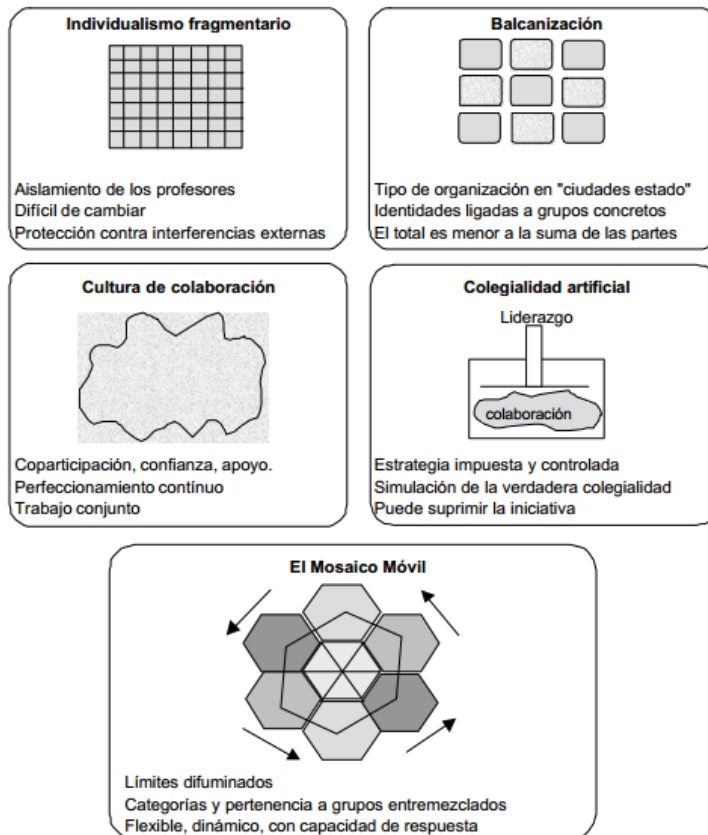 Individualismo fragmentario
Aislamiento de los profesores
Difícil de cambiar
Protección contra interferencias externas
Balcanización
Tipo de organización en "ciudades estado"
Identidades ligadas a grupos concretos
El total es menor a la suma de las partes
Cultura de colaboración
Coparticipación, confianza, apoyo.
Perfeccionamiento contínuo
Trabajo conjunto
Colegialidad artificial
Liderazgo
colaboración
Estrategia impuesta y controlada
Simulación de la verdadera colegialidad
Puede suprimir la iniciativa
El Mosaico Móvil
Límites difuminados
Categorías y pertenencia a grupos entremezclados
Flexible, dinámico, con capacidad de respuesta